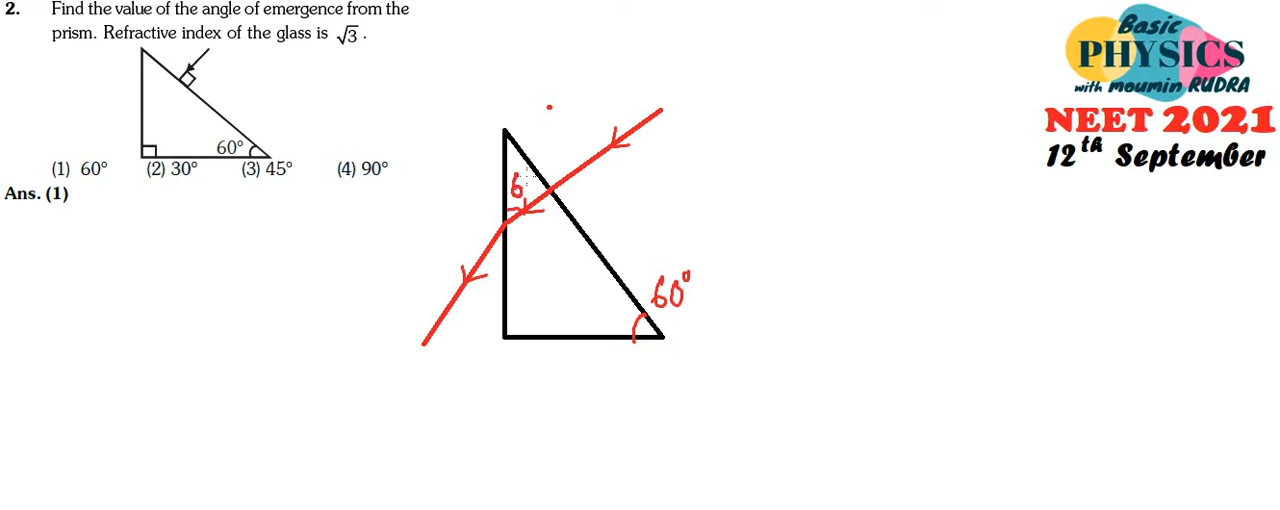 2. Find the value of the angle of emergence from the
prism. Refractive index of the glass is √3 .
60°
(1) 60° (2) 30° (3) 45° (4) 90°
Ans. (1)
6
60°
Basic
PHYSICS
with moumin RUDRA
NEET 2021
12th September